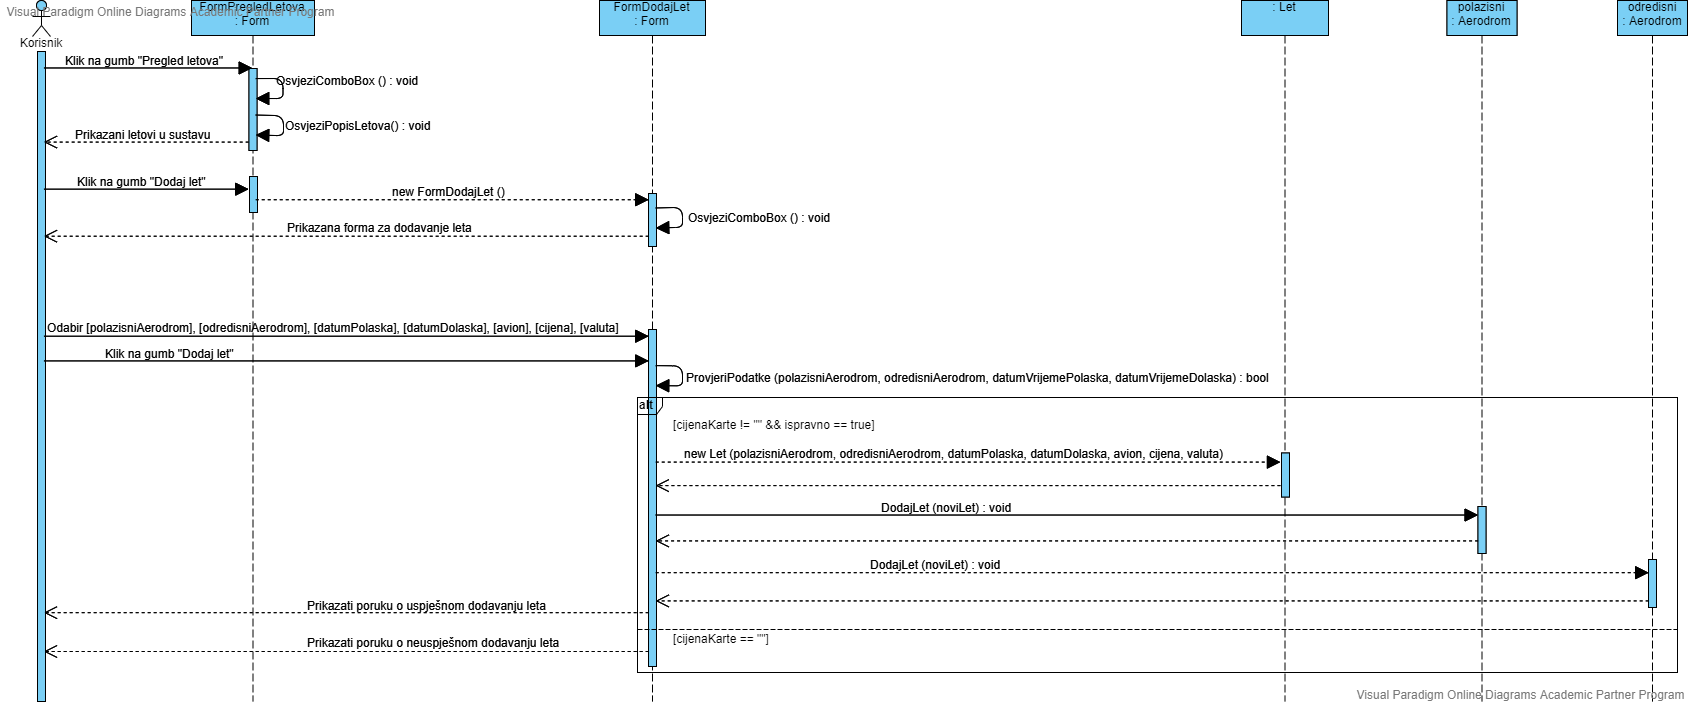 Visual Paradigm Online Diagrams Academic Partner Program
FormPregledLetova
: Form
FormDodajLet
: Form
: Let
polazisni
: Aerodrom
odredisni
: Aerodrom
Korisnik
Klik na gumb "Pregled letova"
OsvjeziComboBox () : void
OsvjeziPopisLetova() : void
Prikazani letovi u sustavu
Klik na gumb "Dodaj let"
new FormDodajLet ()
OsvjeziComboBox () : void
Prikazana forma za dodavanje leta
Odabir [polazisniAerodrom], [odredisniAerodrom], [datumPolaska], [datumDolaska], [avion], [cijena], [valuta]
Klik na gumb "Dodaj let"
ProvjeriPodatke (polazisniAerodrom, odredisniAerodrom, datumVrijemePolaska, datumVrijemeDolaska) : bool
alt
[cijenaKarte != "" && ispravno == true]
new Let (polazisniAerodrom, odredisniAerodrom, datumPolaska, datumDolaska, avion, cijena, valuta)
DodajLet (noviLet) : void
DodajLet (noviLet) : void
Prikazati poruku o uspješnom dodavanju leta
[cijenaKarte == ""]
Prikazati poruku o neuspješnom dodavanju leta
Visual Paradigm Online Diagrams Academic Partner Program